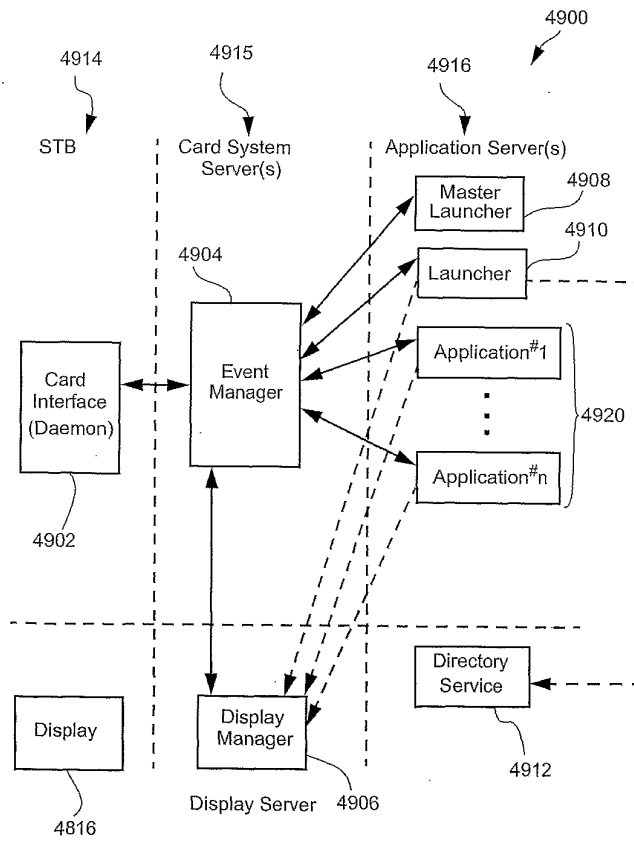 4900
4914
4915
4916
STB
Card System
Server(s)
Application Server(s)
Master
Launcher
4908
4910
Launcher
4904
Event
Manager
Card
Interface
(Daemon)
4902
Application#1
Application#n
4920
Directory
Service
4912
Display
4816
Display
Manager
4906
Display Server